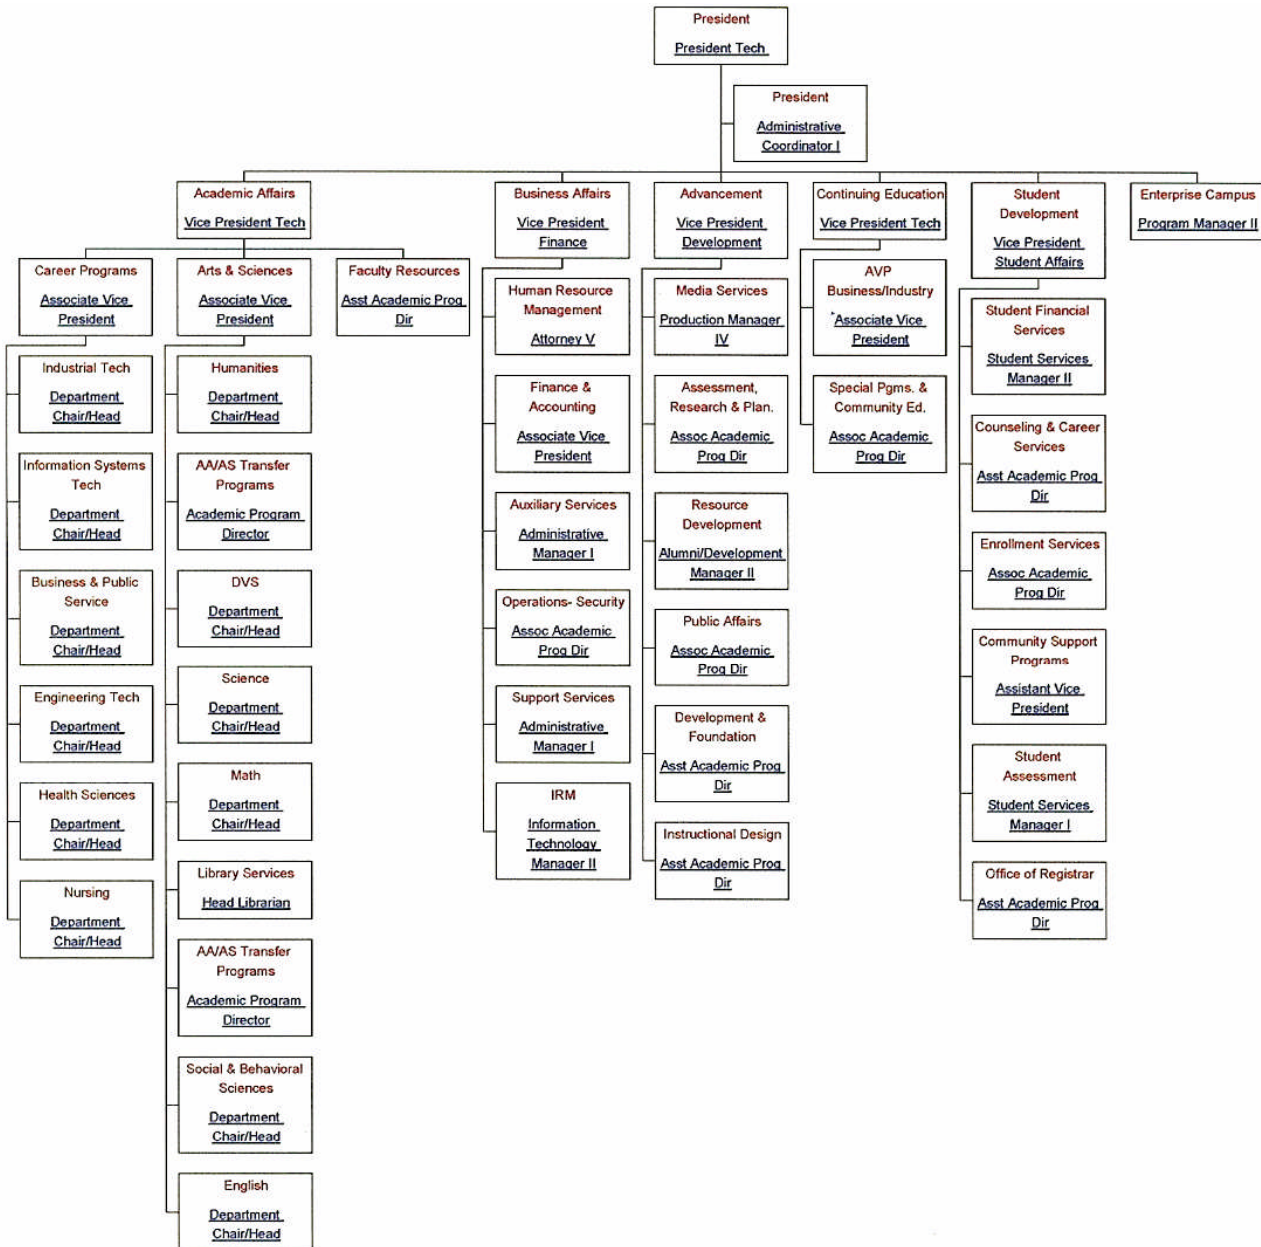 President
President Tech
President
Administrative
Coordinator I
Academic Affairs
Vice President Tech
Business Affairs
Vice President
Finance
Advancement
Vice President
Development
Continuing Education
Vice President Tech
Student
Development
Vice President
Student Affairs
Enterprise Campus
Program Manager II
Career Programs
Associate Vice
President
Arts & Sciences
Associate Vice
President
Faculty Resources
Asst Academic Prog
Dir
Industrial Tech
Department
Chair/Head
Information Systems
Tech
Department
Chair/Head
Business & Public
Service
Department
Chair/Head
Engineering Tech
Department
Chair/Head
Health Sciences
Department
Chair/Head
Nursing
Department
Chair/Head
Humanities
Department
Chair/Head
AA/AS Transfer
Programs
Academic Program
Director
DVS
Department
Chair/Head
Science
Department
Chair/Head
Math
Department
Chair/Head
Library Services
Head Librarian
AA/AS Transfer
Programs
Academic Program
Director
Social & Behavioral
Sciences
Department
Chair/Head
English
Department
Chair/Head
Human Resource
Management
Attorney V
Finance &
Accounting
Associate Vice
President
Auxiliary Services
Administrative
Manager I
Operations- Security
Assoc Academic
Prog Dir
Support Services
Administrative
Manager I
IRM
Information
Technology
Manager II
Media Services
Production Manager
IV
Assessment,
Research & Plan.
Assoc Academic
Prog Dir
Resource
Development
Alumni/Development
Manager II
Public Affairs
Assoc Academic
Prog Dir
Development &
Foundation
Asst Academic Prog
Dir
Instructional Design
Asst Academic Prog
Dir
AVP
Business/Industry
Associate Vice
President
Special Pgms. &
Community Ed.
Assoc Academic
Prog Dir
Student Financial
Services
Student Services
Manager II
Counseling & Career
Services
Asst Academic Prog
Dir
Enrollment Services
Assoc Academic
Prog Dir
Community Support
Programs
Assistant Vice
President
Student
Assessment
Student Services
Manager I
Office of Registrar
Asst Academic Prog
Dir